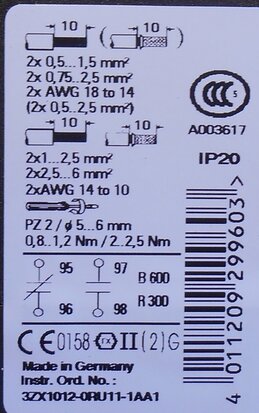 10 ( 10 )
2x 0,5...1,5 mm²
2x 0,75...2,5 mm²
2x AWG 18 to 14
(2x 0,5...2,5 mm²)
10 10
2x1...2,5 mm²
2x2,5...6 mm²
2xAWG 14 to 10
PZ 2 / ø 5...6 mm
0,8...1,2 Nm / 2...2,5 Nm
CCC S
A003617
IP20
4 011209 299603 >
95 97 B 600
96 98 R 300
CE 0158 εx II (2) G
Made in Germany
Instr. Ord. No. :
3ZX1012-0RU11-1AA1